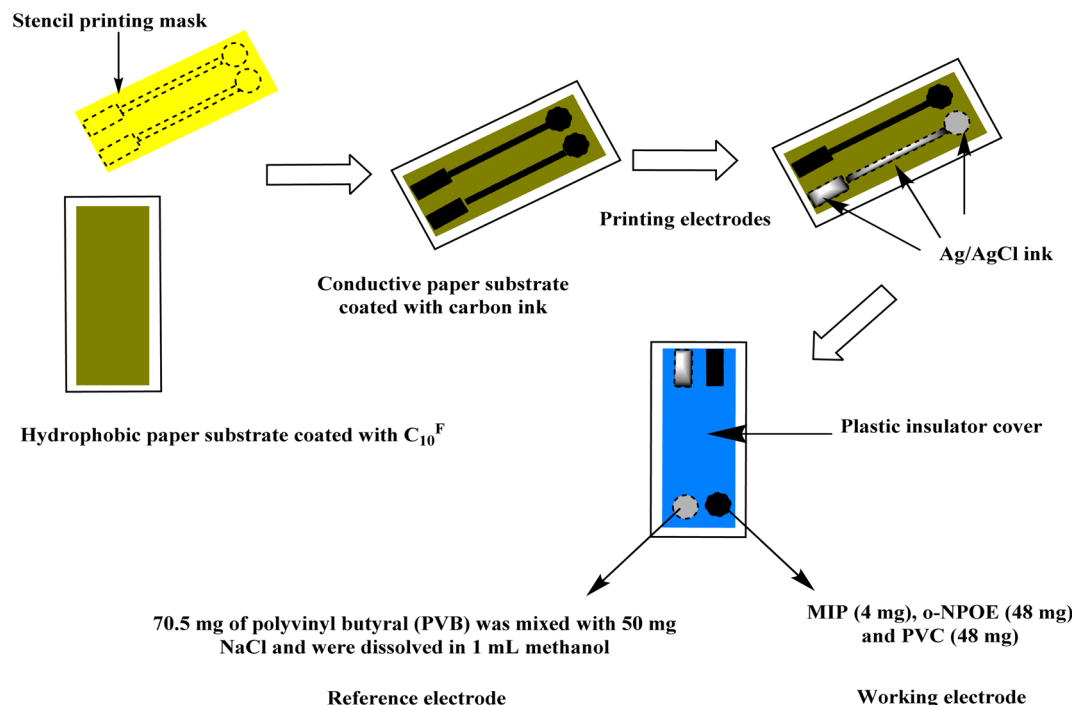 Stencil printing mask
Hydrophobic paper substrate coated with C₁₀ᶠ
Conductive paper substrate
coated with carbon ink
Printing electrodes
Ag/AgCl ink
Plastic insulator cover
70.5 mg of polyvinyl butyral (PVB) was mixed with 50 mg
NaCl and were dissolved in 1 mL methanol
Reference electrode
MIP (4 mg), o-NPOE (48 mg)
and PVC (48 mg)
Working electrode